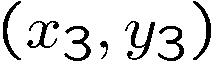 (x₃, y₃)